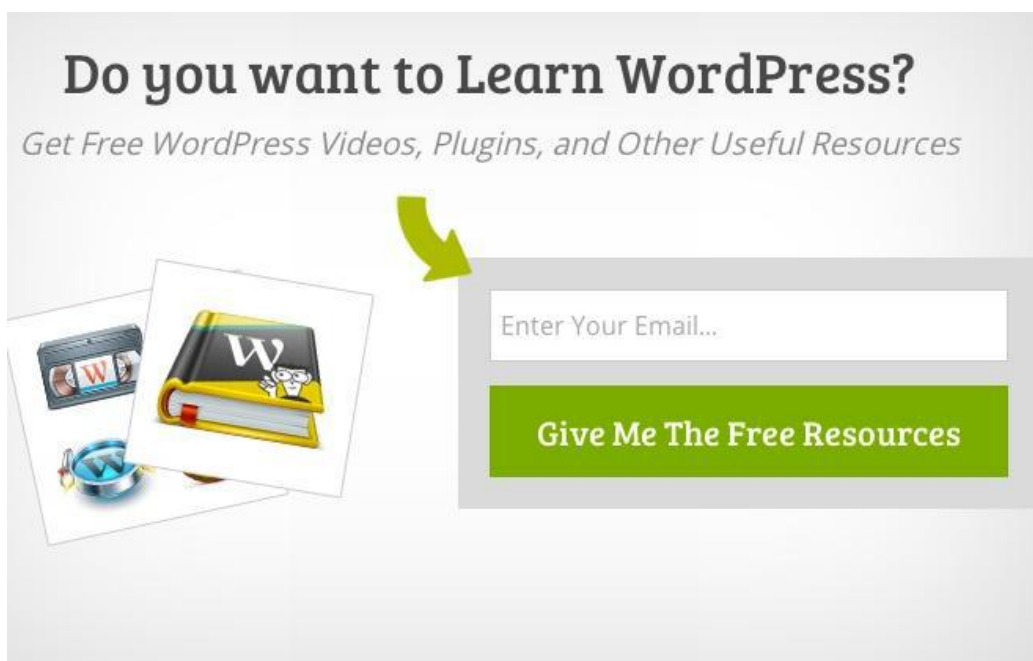 Do you want to Learn WordPress?
Get Free WordPress Videos, Plugins, and Other Useful Resources
W
W
W
Enter Your Email...
Give Me The Free Resources